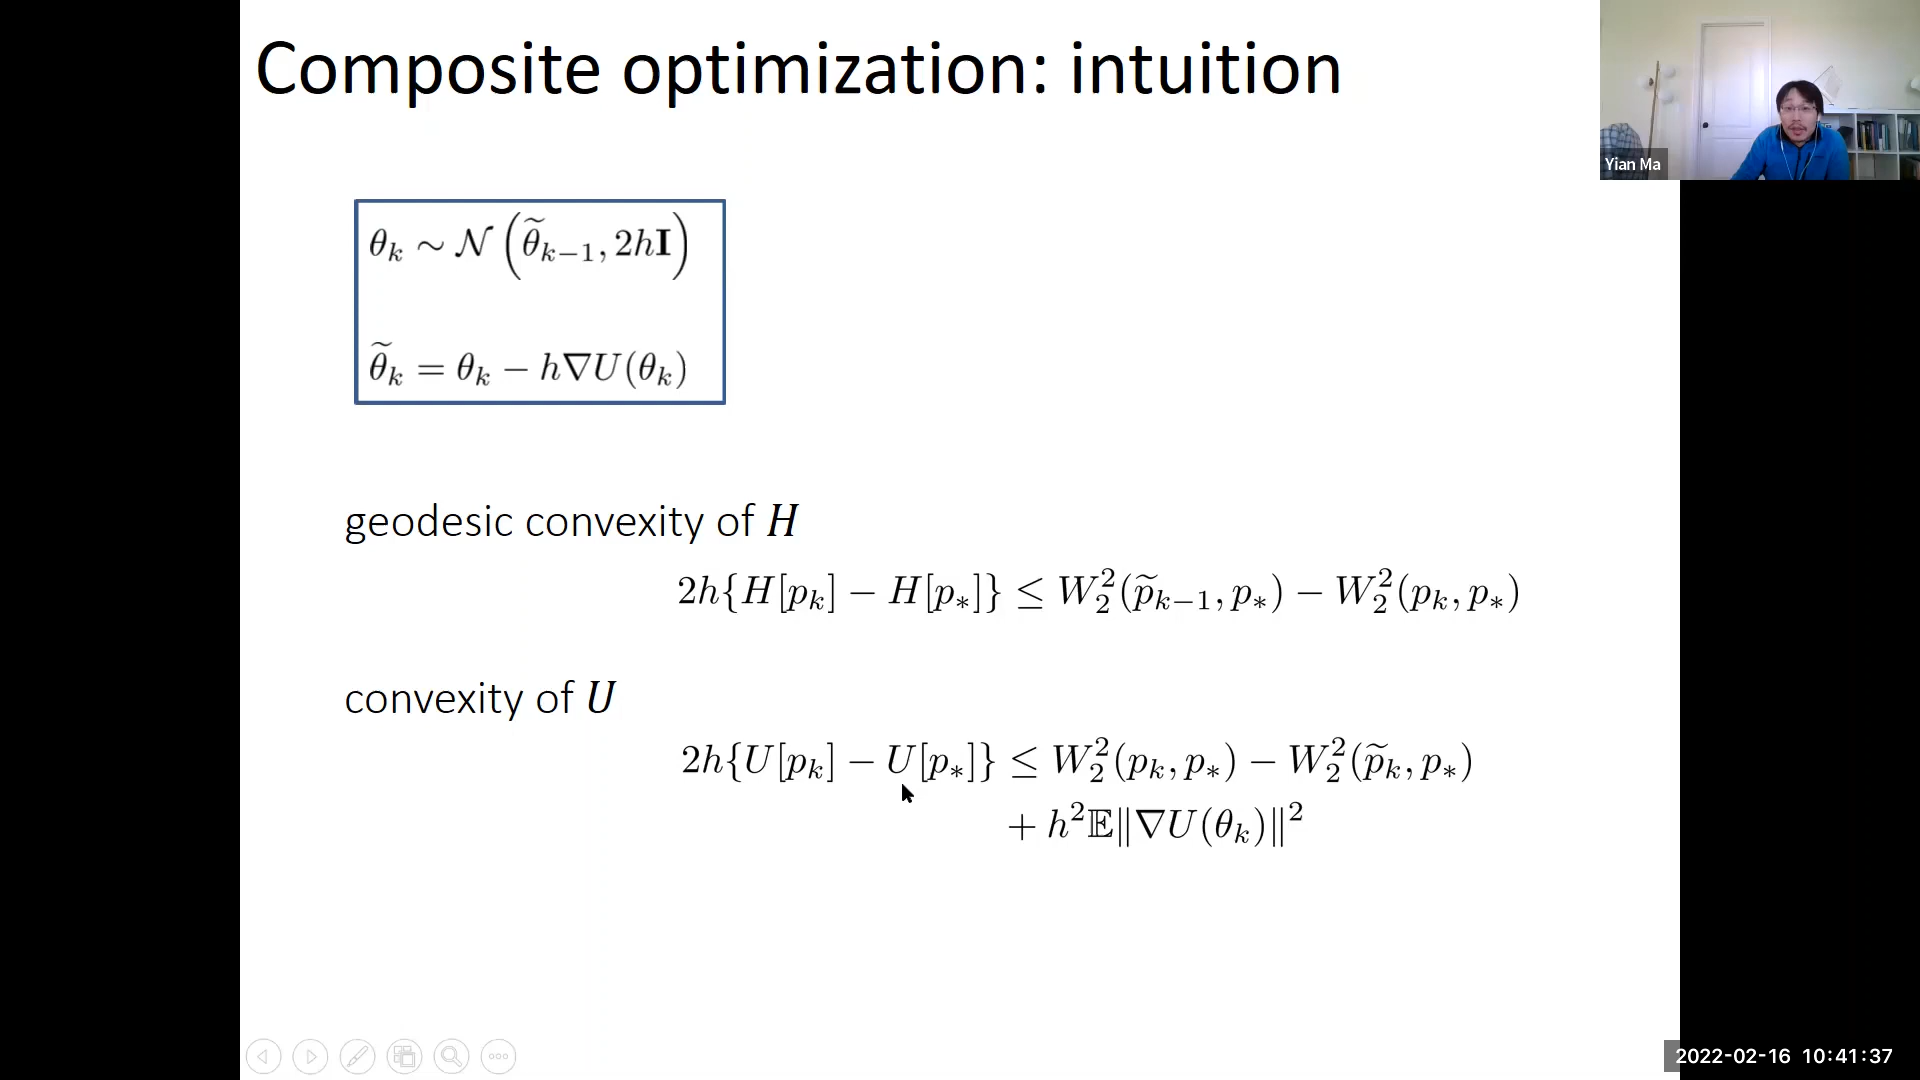 Composite optimization: intuition
Yian Ma
θ_k ∼ 𝒩(θ̃_{k−1}, 2h𝐈)
θ̃_k = θ_k − h∇U(θ_k)
geodesic convexity of H
2h{H[p_k] − H[p_*]} ≤ W_2^2(p̃_{k−1}, p_*) − W_2^2(p_k, p_*)
convexity of U
2h{U[p_k] − U[p_*]} ≤ W_2^2(p_k, p_*) − W_2^2(p̃_k, p_*)
+ h^2𝔼‖∇U(θ_k)‖^2
2022-02-16 10:41:37